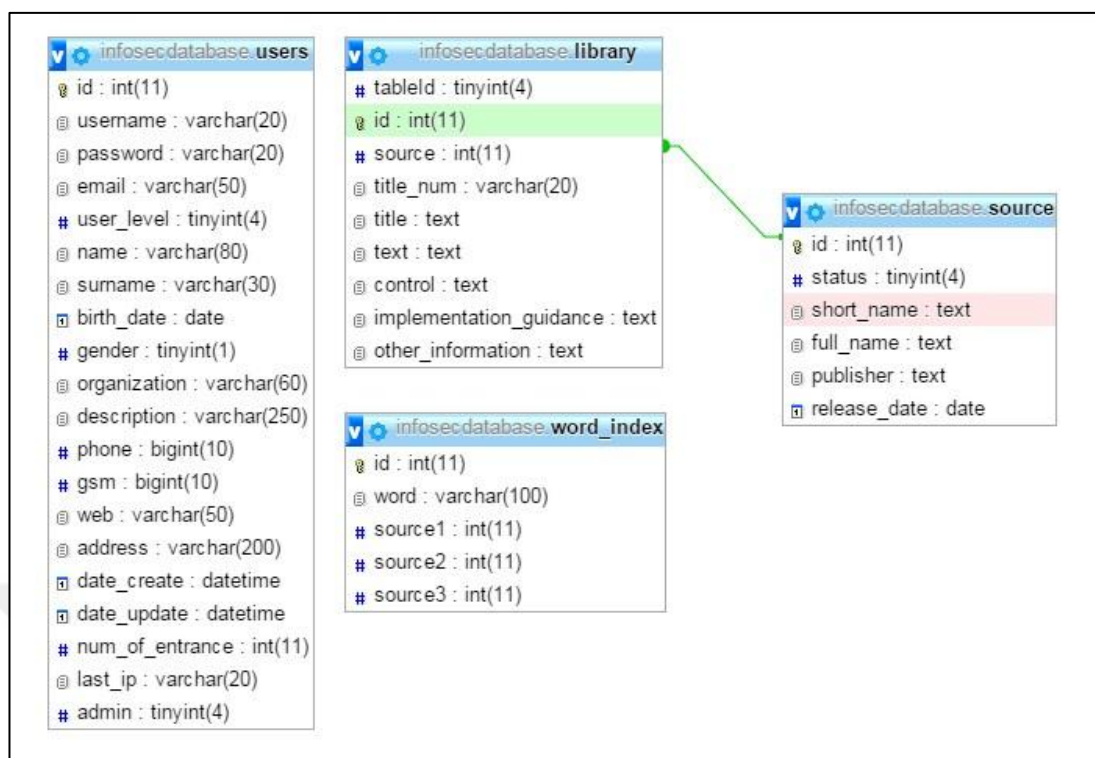 infosecdatabase.users
id : int(11)
username : varchar(20)
password : varchar(20)
email : varchar(50)
user_level : tinyint(4)
name : varchar(80)
surname : varchar(30)
birth_date : date
gender : tinyint(1)
organization : varchar(60)
description : varchar(250)
phone : bigint(10)
gsm : bigint(10)
web : varchar(50)
address : varchar(200)
date_create : datetime
date_update : datetime
num_of_entrance : int(11)
last_ip : varchar(20)
admin : tinyint(4)
infosecdatabase.library
tableId : tinyint(4)
id : int(11)
source : int(11)
title_num : varchar(20)
title : text
text : text
control : text
implementation_guidance : text
other_information : text
infosecdatabase.word_index
id : int(11)
word : varchar(100)
source1 : int(11)
source2 : int(11)
source3 : int(11)
infosecdatabase.source
id : int(11)
status : tinyint(4)
short_name : text
full_name : text
publisher : text
release_date : date